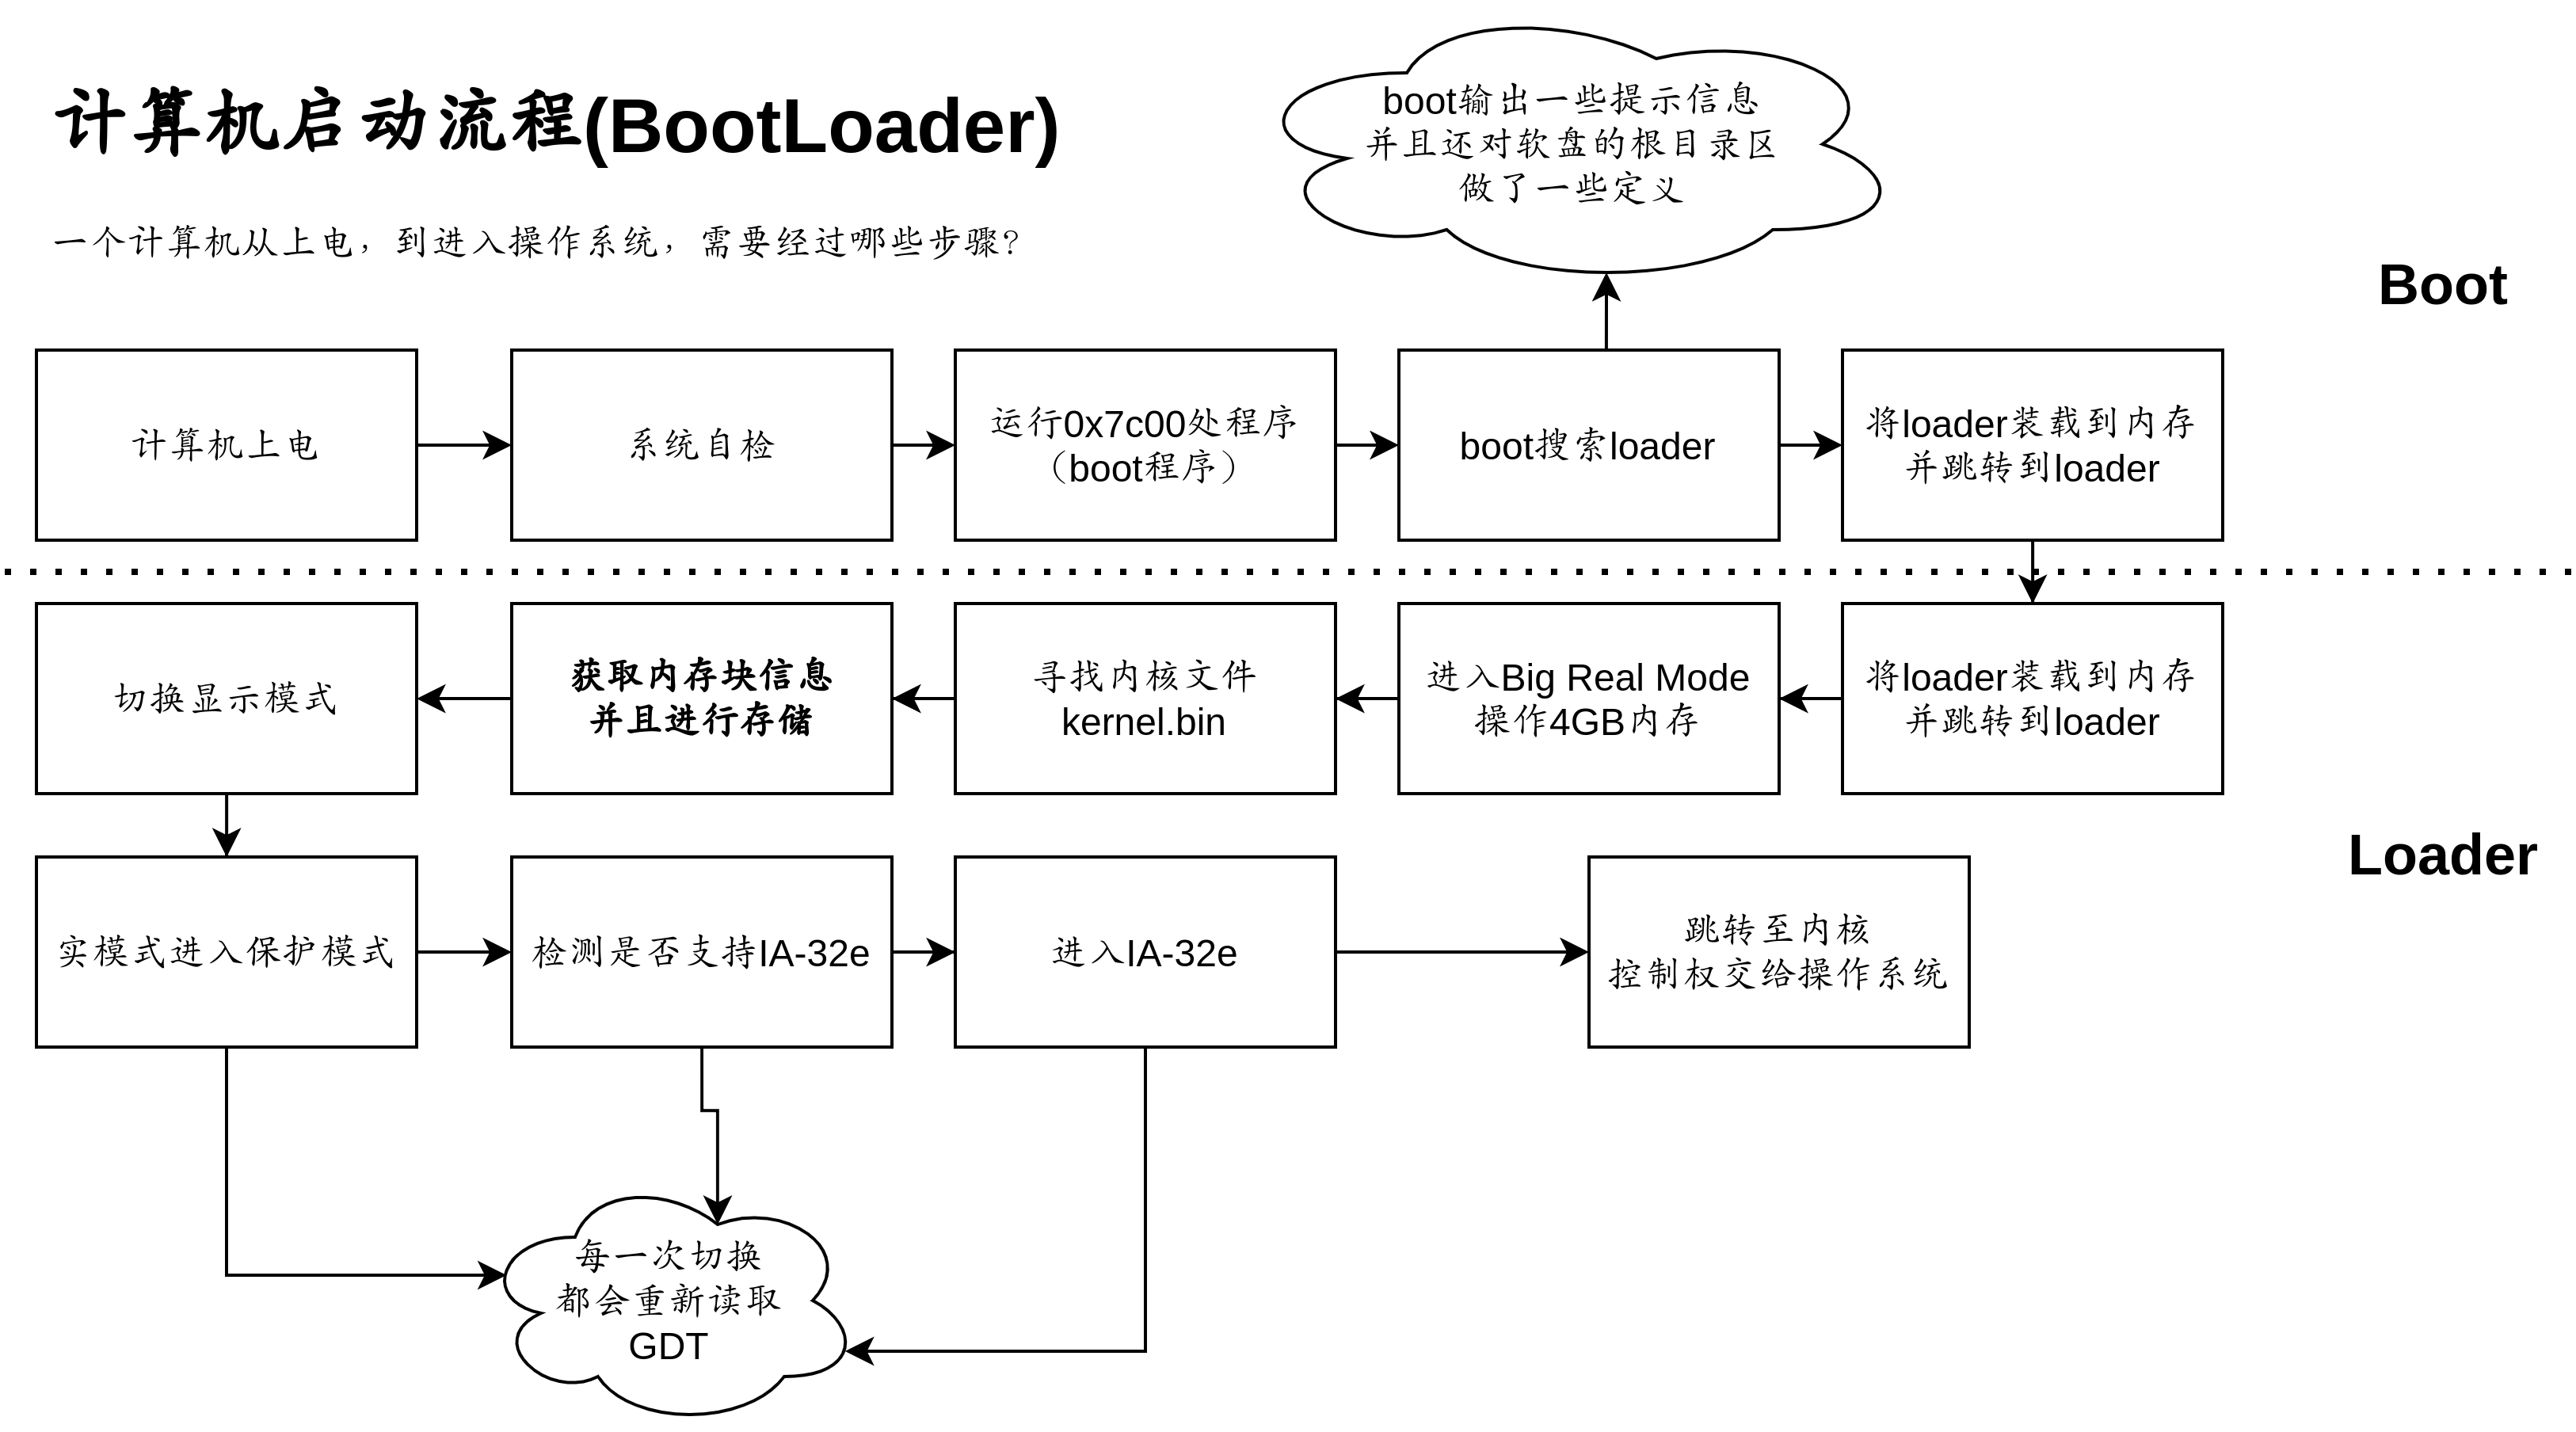 计算机启动流程(BootLoader)
一个计算机从上电，到进入操作系统，需要经过哪些步骤？
boot输出一些提示信息
并且还对软盘的根目录区
做了一些定义
Boot
计算机上电
系统自检
运行0x7c00处程序
（boot程序）
boot搜索loader
将loader装载到内存
并跳转到loader
切换显示模式
获取内存块信息
并且进行存储
寻找内核文件
kernel.bin
进入Big Real Mode
操作4GB内存
将loader装载到内存
并跳转到loader
Loader
实模式进入保护模式
检测是否支持IA-32e
进入IA-32e
跳转至内核
控制权交给操作系统
每一次切换
都会重新读取
GDT